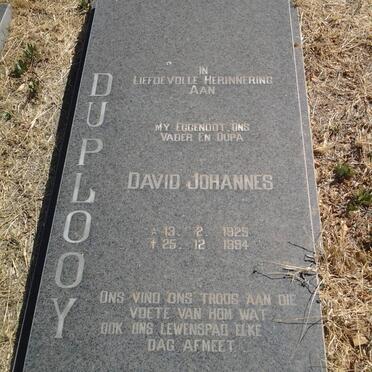 DUPLOOY
IN
LIEFDEVOLLE HERINNERING
AAN
MY EGGENOOT, ONS
VADER EN OUPA
DAVID JOHANNES
* 13. 2. 1925
† 25. 12. 1994
ONS VIND ONS TROOS AAN DIE
VOETE VAN HOM WAT
OOK ONS LEWENSPAD ELKE
DAG AFMEET.